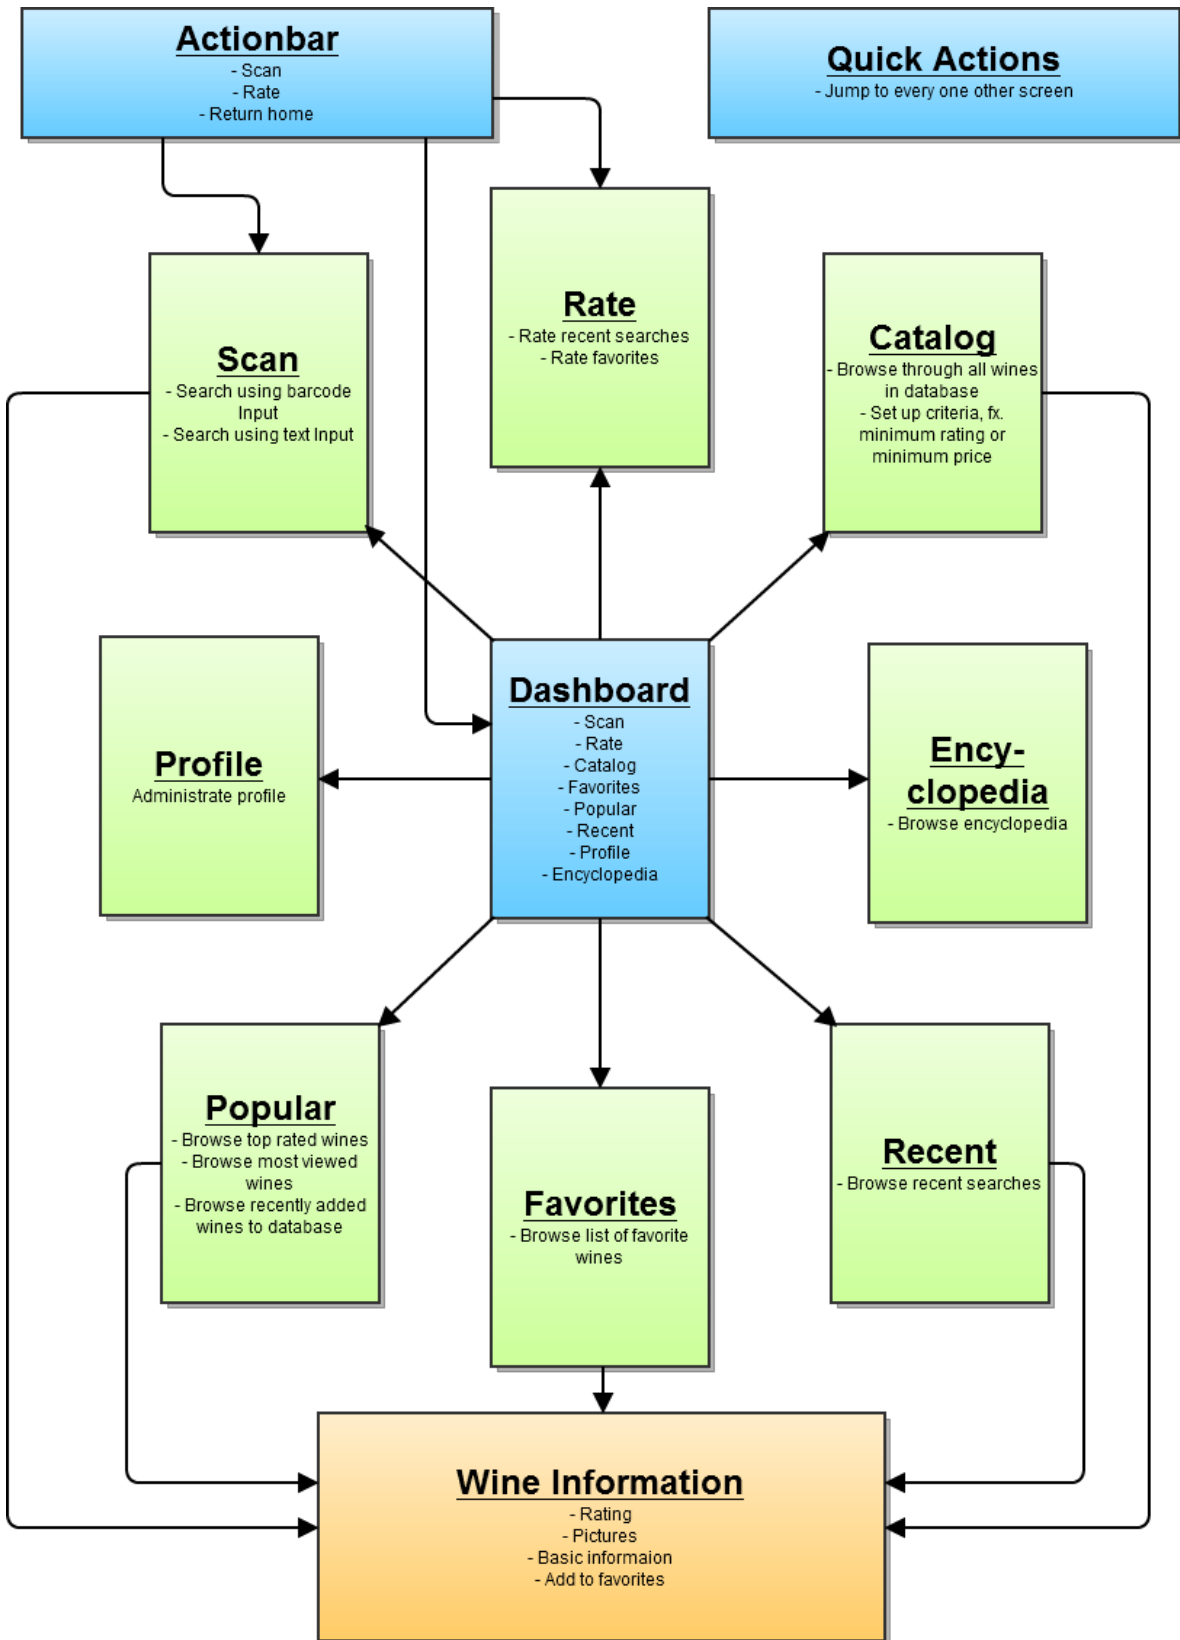 Actionbar
- Scan
- Rate
- Return home
Quick Actions
- Jump to every one other screen
Rate
- Rate recent searches
- Rate favorites
Scan
- Search using barcode
Input
- Search using text Input
Catalog
- Browse through all wines
in database
- Set up criteria, fx.
minimum rating or
minimum price
Dashboard
- Scan
- Rate
- Catalog
- Favorites
- Popular
- Recent
- Profile
- Encyclopedia
Profile
Administrate profile
Ency-
clopedia
- Browse encyclopedia
Popular
- Browse top rated wines
- Browse most viewed
wines
- Browse recently added
wines to database
Favorites
- Browse list of favorite
wines
Recent
- Browse recent searches
Wine Information
- Rating
- Pictures
- Basic informaion
- Add to favorites